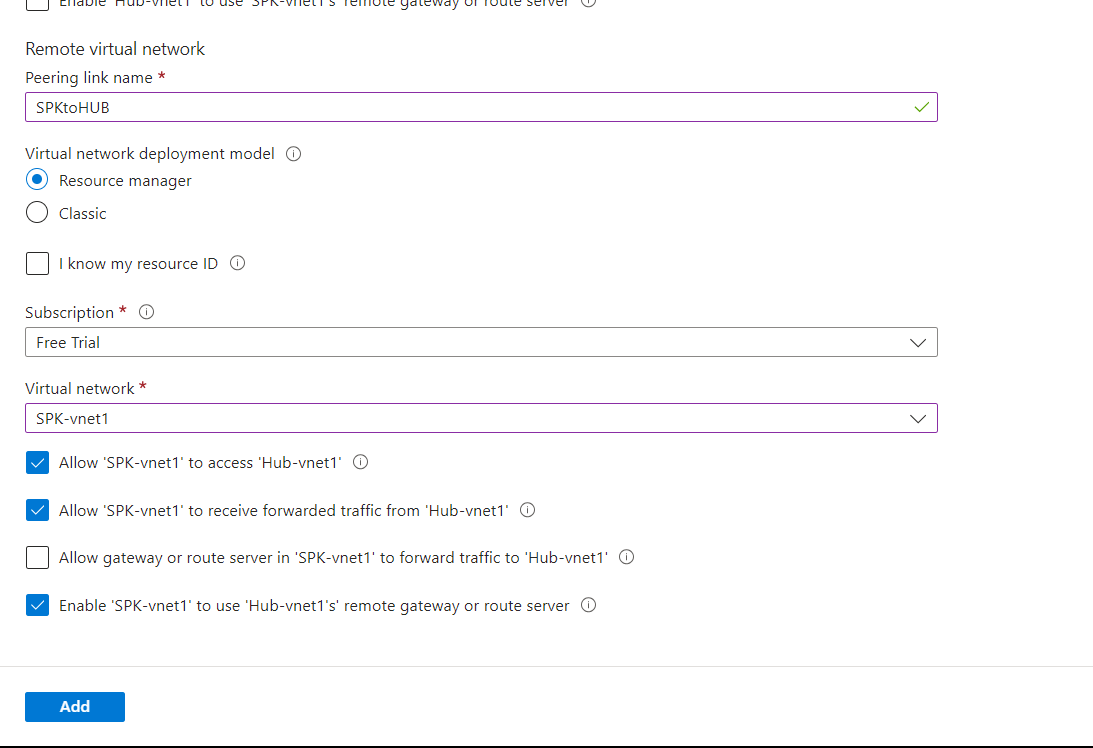 Enable 'Hub-vnet1' to use 'SPK-vnet1's' remote gateway or route server
Remote virtual network
Peering link name *
SPKtoHUB
Virtual network deployment model
Resource manager
Classic
I know my resource ID
Subscription *
Free Trial
Virtual network *
SPK-vnet1
Allow 'SPK-vnet1' to access 'Hub-vnet1'
Allow 'SPK-vnet1' to receive forwarded traffic from 'Hub-vnet1'
Allow gateway or route server in 'SPK-vnet1' to forward traffic to 'Hub-vnet1'
Enable 'SPK-vnet1' to use 'Hub-vnet1's' remote gateway or route server
Add